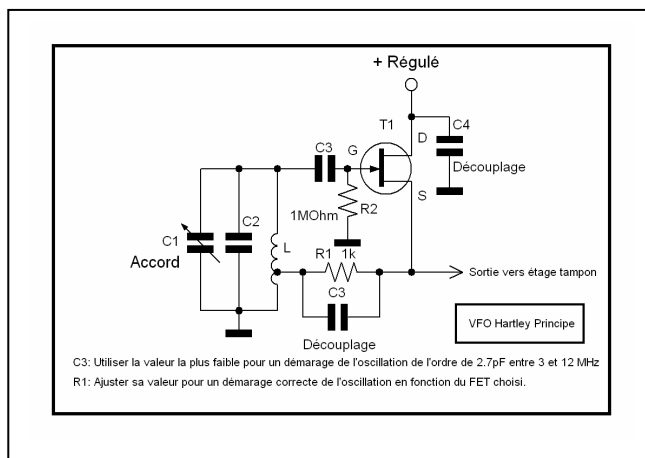 + Régulé
T1
D
C4
C3
G
Découplage
S
R2
1MOhm
C2
C1
L
R1
1k
Accord
Sortie vers étage tampon
C3
Découplage
VFO Hartley Principe
C3: Utiliser la valeur la plus faible pour un démarage de l'oscillation de l'ordre de 2.7pF entre 3 et 12 MHz
R1: Ajuster sa valeur pour un démarage correcte de l'oscillation en fonction du FET choisi.